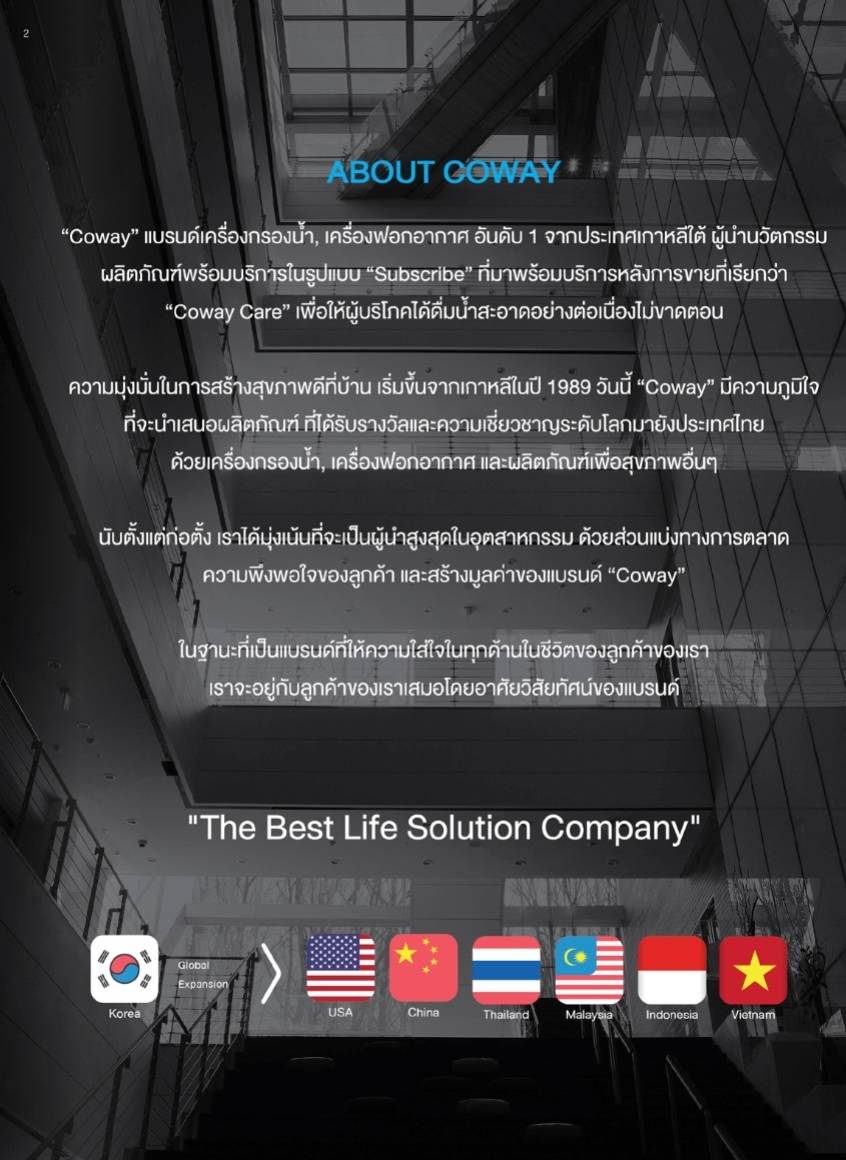 2
ABOUT COWAY
“Coway” แบรนด์เครื่องกรองน้ำ, เครื่องฟอกอากาศ อันดับ 1 จากประเทศเกาหลีใต้ ผู้นำนวัตกรรม
ผลิตภัณฑ์พร้อมบริการในรูปแบบ “Subscribe” ที่มาพร้อมบริการหลังการขายที่เรียกว่า
“Coway Care” เพื่อให้ผู้บริโภคได้ดื่มน้ำสะอาดอย่างต่อเนื่องไม่ขาดตอน
ความมุ่งมั่นในการสร้างสุขภาพดีที่บ้าน เริ่มขึ้นจากเกาหลีในปี 1989 วันนี้ “Coway” มีความภูมิใจ
ที่จะนำเสนอผลิตภัณฑ์ ที่ได้รับรางวัลและความเชี่ยวชาญระดับโลกมายังประเทศไทย
ด้วยเครื่องกรองน้ำ, เครื่องฟอกอากาศ และผลิตภัณฑ์เพื่อสุขภาพอื่นๆ
นับตั้งแต่ก่อตั้ง เราได้มุ่งเน้นที่จะเป็นผู้นำสูงสุดในอุตสาหกรรม ด้วยส่วนแบ่งทางการตลาด
ความพึงพอใจของลูกค้า และสร้างมูลค่าของแบรนด์ “Coway”
ในฐานะที่เป็นแบรนด์ที่ให้ความใส่ใจในทุกด้านในชีวิตของลูกค้าของเรา
เราจะอยู่กับลูกค้าของเราเสมอโดยอาศัยวิสัยทัศน์ของแบรนด์
"The Best Life Solution Company"
Global
Expansion
Korea USA China Thailand Malaysia Indonesia Vietnam